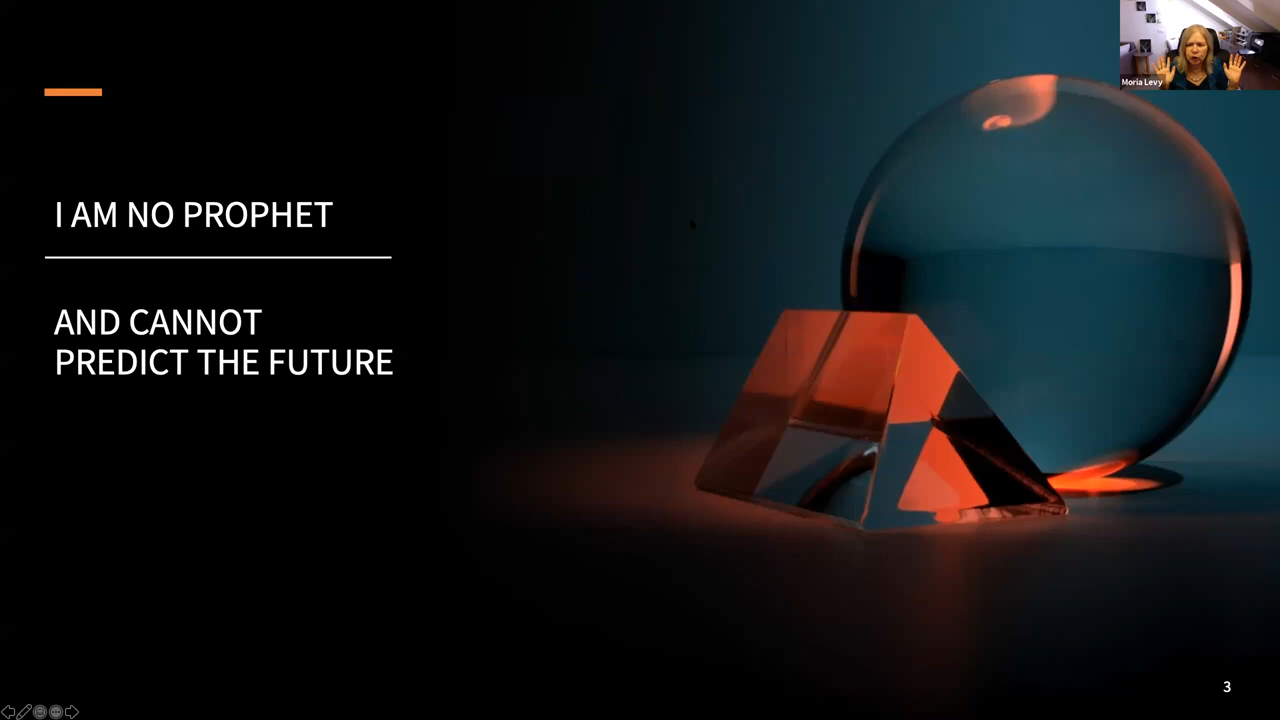 Moria Levy
I AM NO PROPHET
AND CANNOT
PREDICT THE FUTURE
3